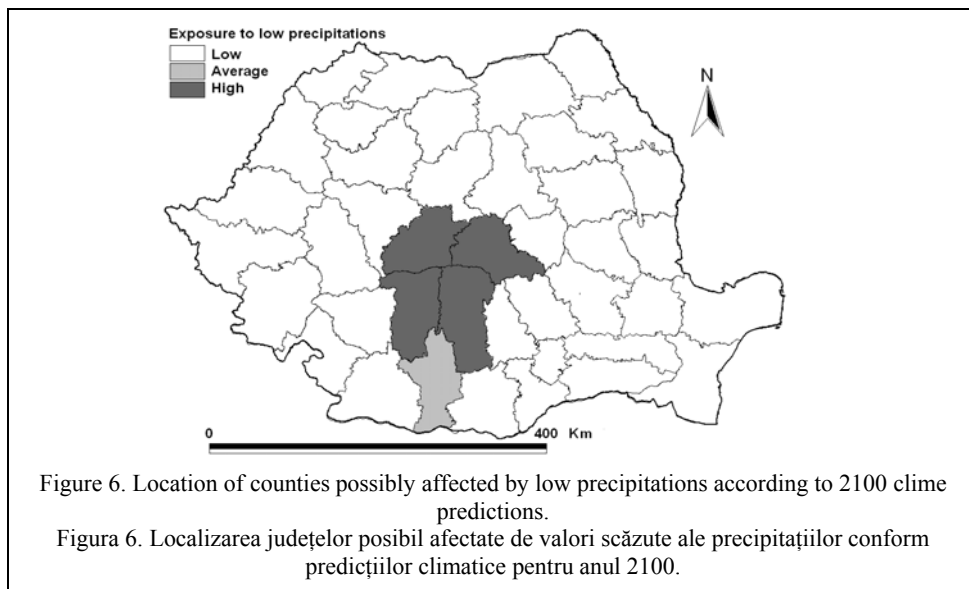 Exposure to low precipitations
Low
Average
High
N
0 400 Km
Figure 6. Location of counties possibly affected by low precipitations according to 2100 clime
predictions.
Figura 6. Localizarea județelor posibil afectate de valori scăzute ale precipitațiilor conform
predicțiilor climatice pentru anul 2100.